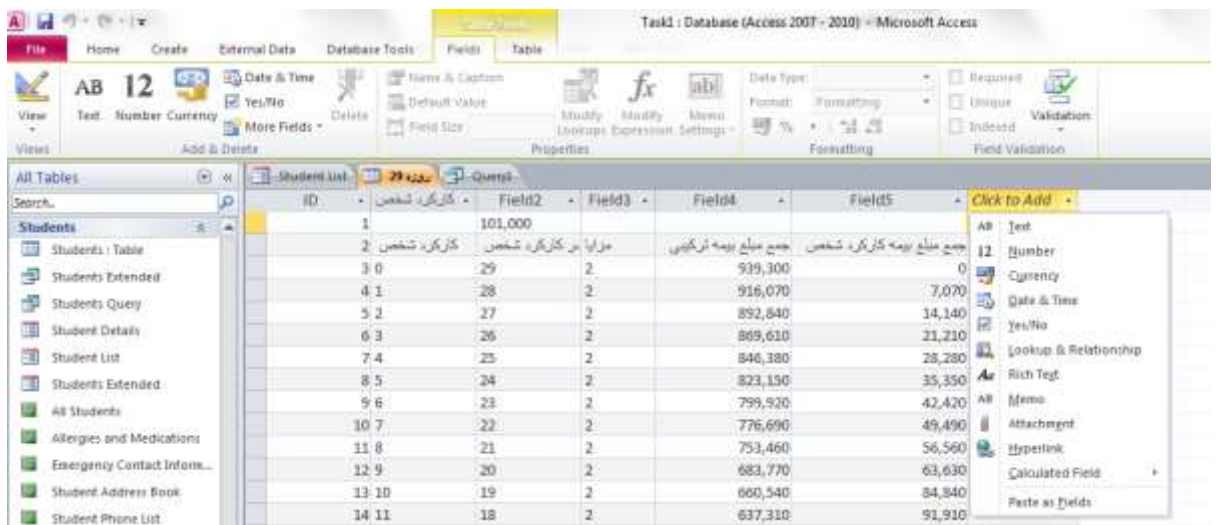 Task1 : Database (Access 2007 - 2010) - Microsoft Access
File Home Create External Data Database Tools Fields Table
View
AB Text
12 Number
Currency
Date & Time
Yes/No
More Fields
Delete
Name & Caption
Default Value
Field Size
Modify Lookups
fx Modify Expression
ab Memo Settings
Data Type:
Format: Formatting
%
Required
Unique
Indexed
Validation
Views Add & Delete Properties Formatting Field Validation
All Tables
Search..
Students
Students : Table
Students Extended
Students Query
Student Details
Student List
Students Extended
All Students
Allergies and Medications
Emergency Contact Inform...
Student Address Book
Student Phone List
Student List روزه 29 Query1
ID کارکرد شخص Field2 Field3 Field4 Field5 Click to Add
1 101,000
2 کارکرد شخص کارکرد شخص مزایا جمع مبلغ بیمه ترکیبی جمع مبلغ بیمه کارکرد شخص
3 0 29 2 939,300 0
4 1 28 2 916,070 7,070
5 2 27 2 892,840 14,140
6 3 26 2 869,610 21,210
7 4 25 2 846,380 28,280
8 5 24 2 823,150 35,350
9 6 23 2 799,920 42,420
10 7 22 2 776,690 49,490
11 8 21 2 753,460 56,560
12 9 20 2 683,770 63,630
13 10 19 2 660,540 84,840
14 11 18 2 637,310 91,910
AB Text
12 Number
Currency
Date & Time
Yes/No
Lookup & Relationship
Aa Rich Text
AB Memo
Attachment
Hyperlink
Calculated Field
Paste as Fields